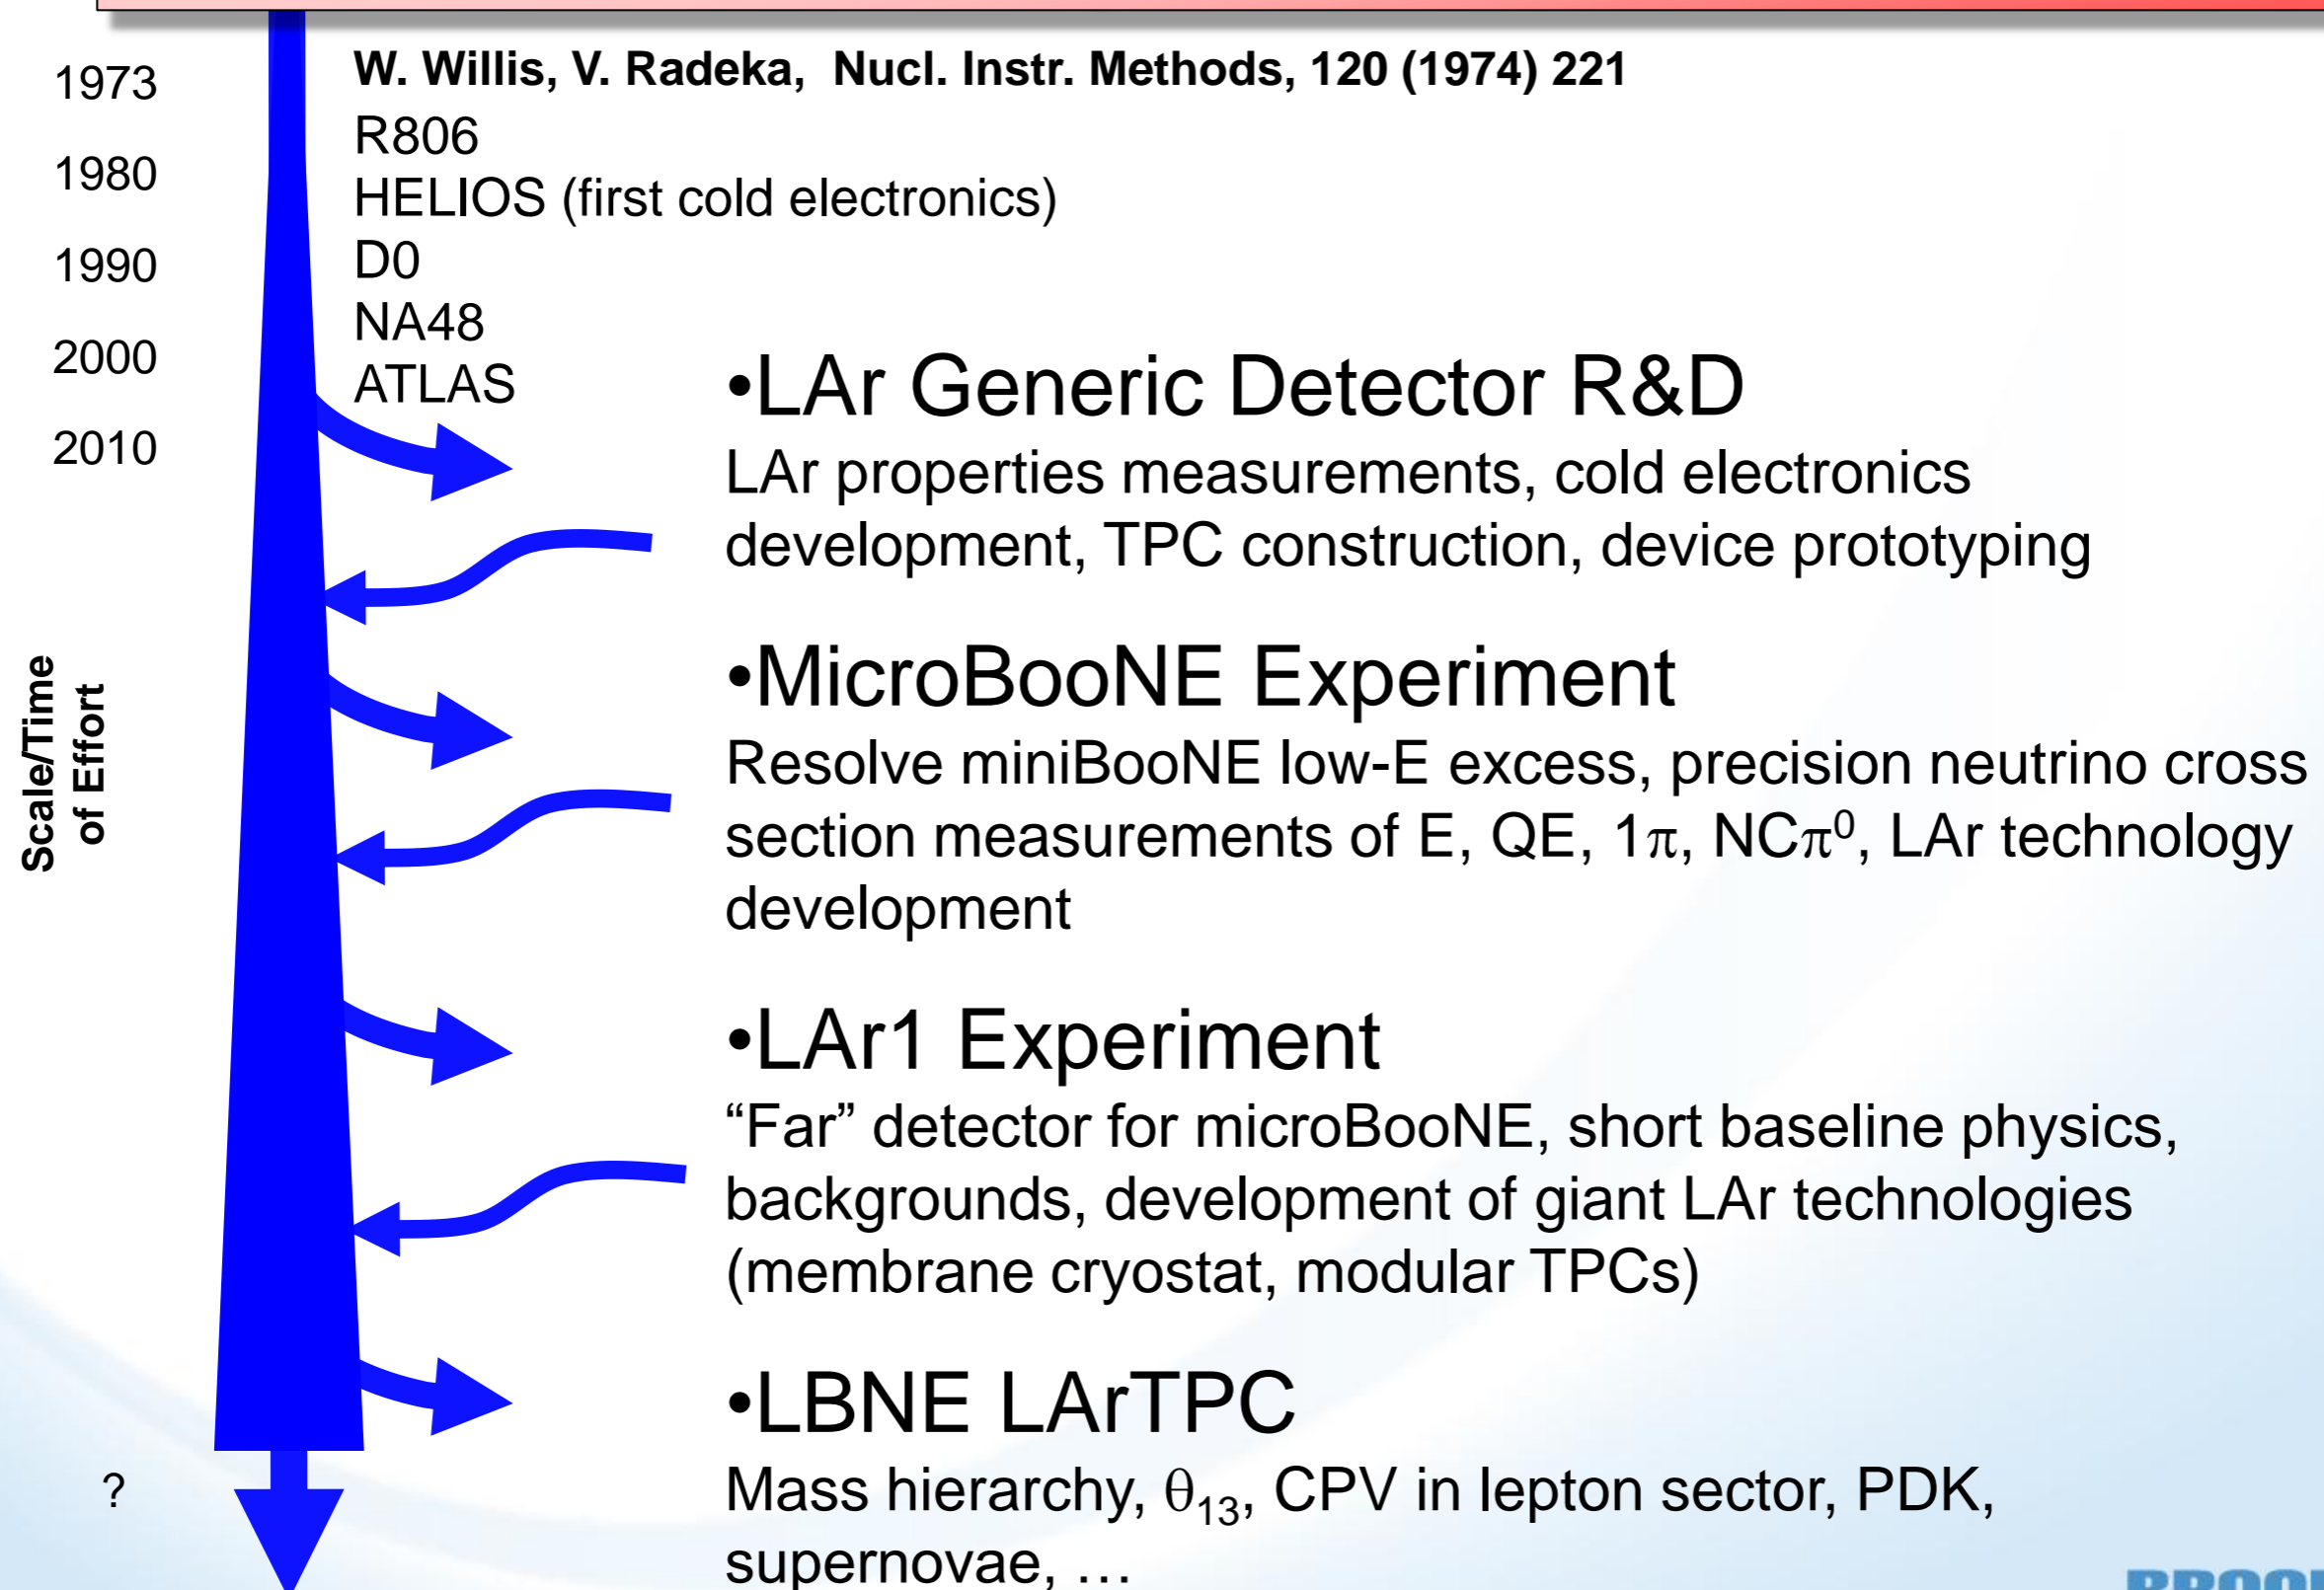 1973
W. Willis, V. Radeka,  Nucl. Instr. Methods, 120 (1974) 221
R806
1980
HELIOS (first cold electronics)
1990
D0
NA48
2000
ATLAS
2010
•LAr Generic Detector R&D
LAr properties measurements, cold electronics
development, TPC construction, device prototyping
Scale/Time
of Effort
•MicroBooNE Experiment
Resolve miniBooNE low-E excess, precision neutrino cross
section measurements of E, QE, 1π, NCπ⁰, LAr technology
development
•LAr1 Experiment
“Far” detector for microBooNE, short baseline physics,
backgrounds, development of giant LAr technologies
(membrane cryostat, modular TPCs)
•LBNE LArTPC
?
Mass hierarchy, θ₁₃, CPV in lepton sector, PDK,
supernovae, …